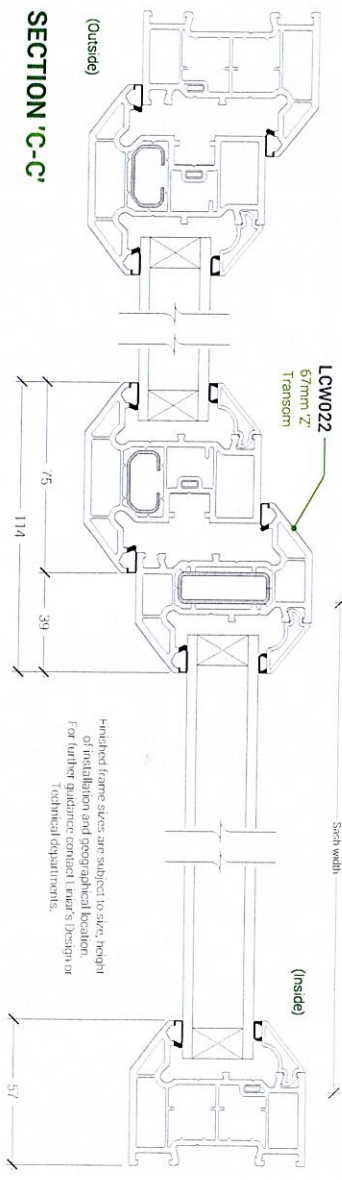 Sash width
LCW022
67mm 'Z'
Transom
(Outside)
(Inside)
75
39
114
57
Finished frame sizes are subject to size, height
of installation and geographical location.
For further guidance contact Liniar's Design or
Technical departments.
SECTION 'C-C'